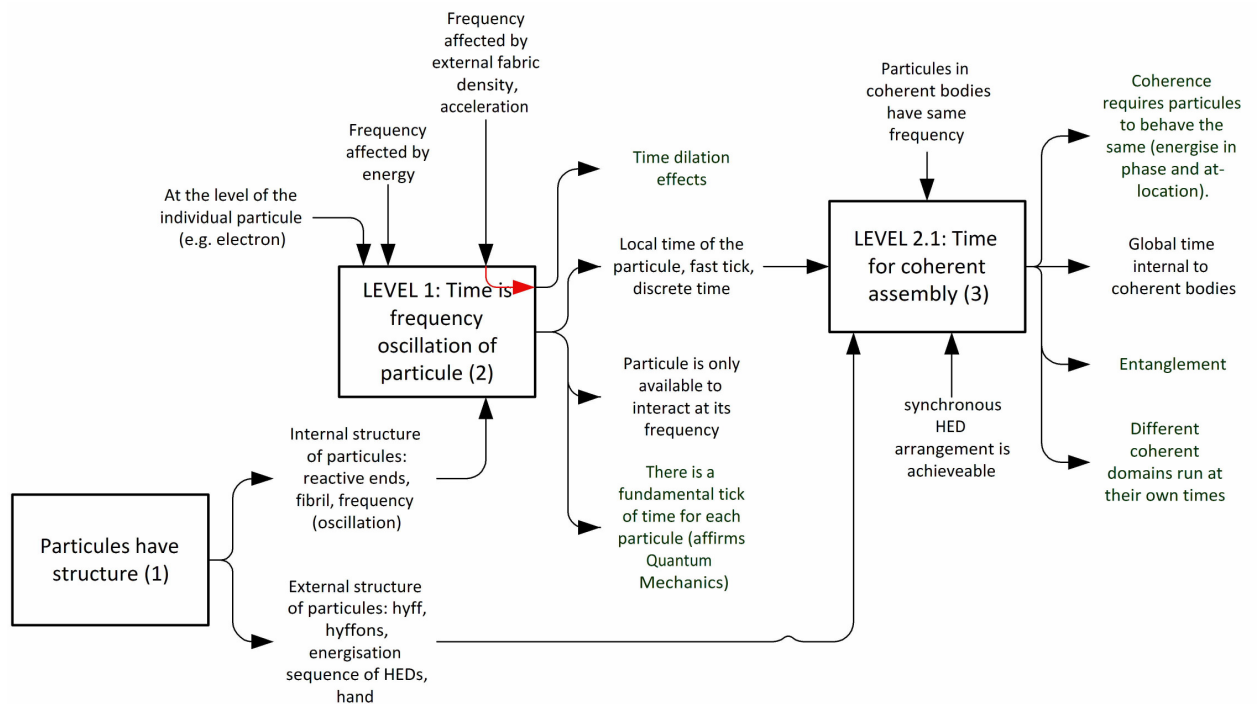 Frequency
affected by
external fabric
density,
acceleration
Frequency
affected by
energy
At the level of the
individual particule
(e.g. electron)
Time dilation
effects
Particules in
coherent bodies
have same
frequency
Coherence
requires particules
to behave the
same (energise in
phase and at-
location).
LEVEL 1: Time is
frequency
oscillation of
particule (2)
Local time of the
particule, fast tick,
discrete time
LEVEL 2.1: Time
for coherent
assembly (3)
Global time
internal to
coherent bodies
Particule is only
available to
interact at its
frequency
Entanglement
synchronous
HED
arrangement is
achieveable
Internal structure
of particules:
reactive ends,
fibril, frequency
(oscillation)
There is a
fundamental tick
of time for each
particule (affirms
Quantum
Mechanics)
Different
coherent
domains run at
their own times
Particules have
structure (1)
External structure
of particules: hyff,
hyffons,
energisation
sequence of HEDs,
hand